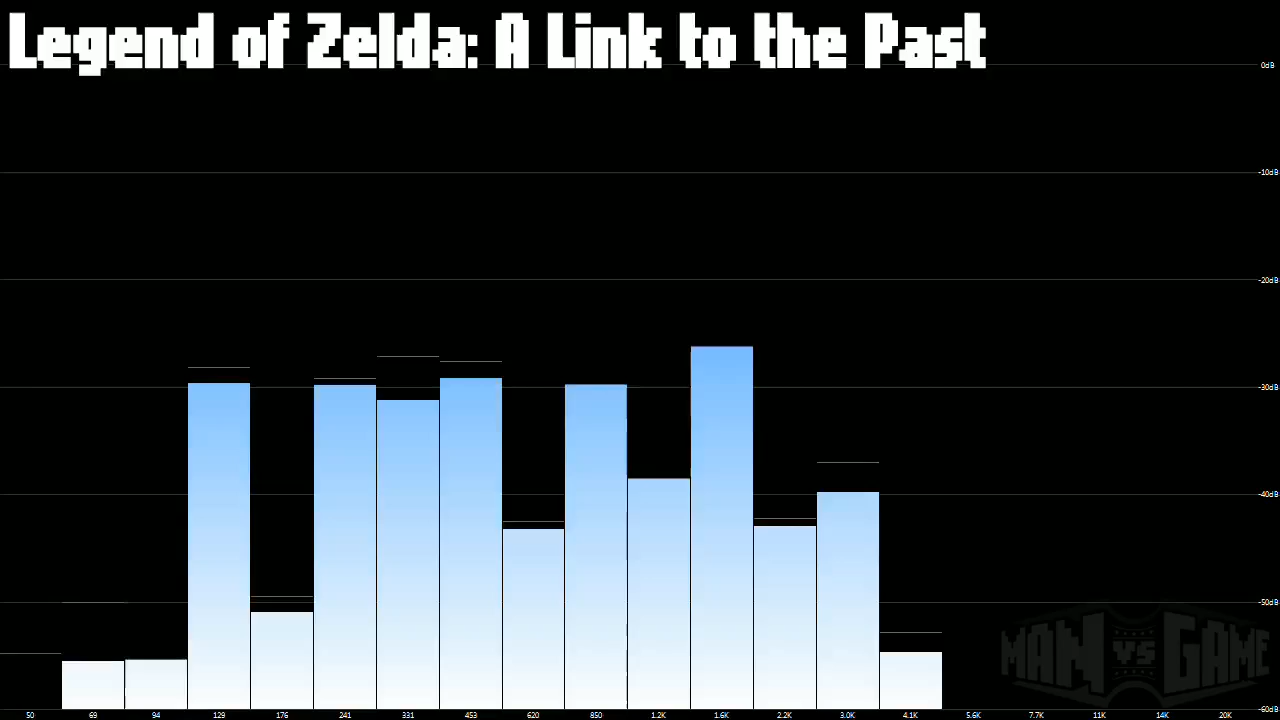 Legend of Zelda: A Link to the Past
0dB
-10dB
-20dB
-30dB
-40dB
-50dB
MAN VS GAME
-60dB
50 69 94 129 176 241 331 453 620 850 1.2K 1.6K 2.2K 3.0K 4.1K 5.6K 7.7K 11K 14K 20K